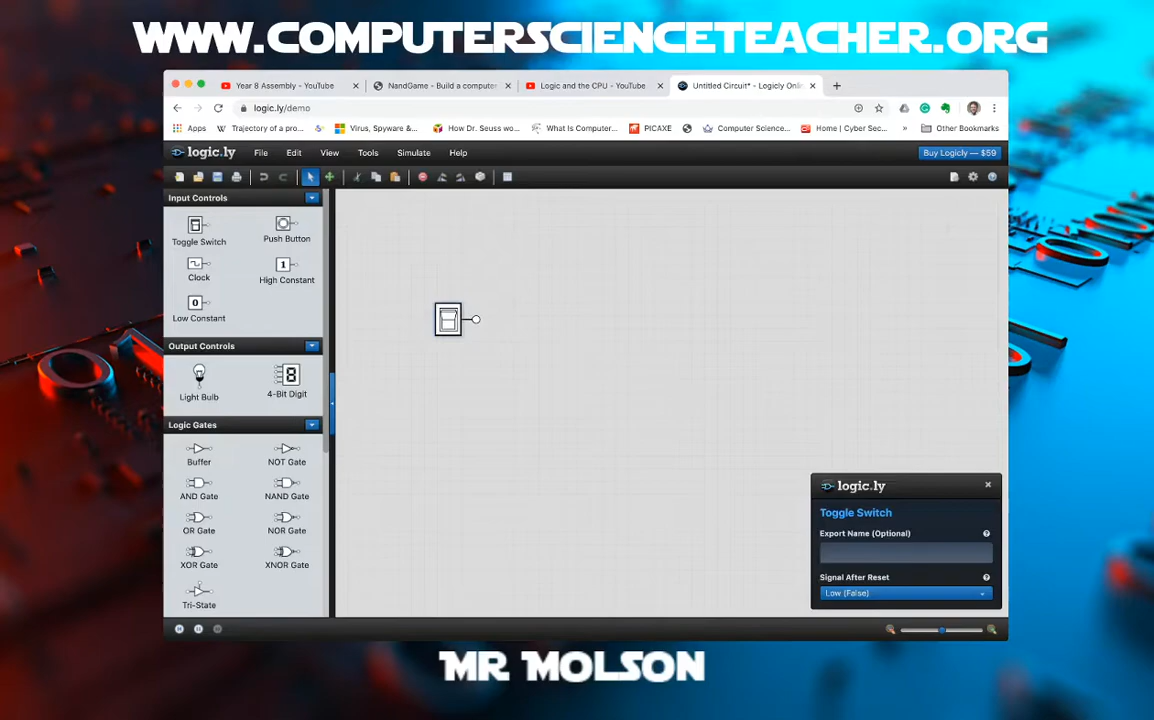 WWW.COMPUTERSCIENCETEACHER.ORG
Year 8 Assembly - YouTube
NandGame - Build a computer
Logic and the CPU - YouTube
Untitled Circuit* - Logicly Onli
logic.ly/demo
Apps
Trajectory of a pro...
Virus, Spyware &...
How Dr. Seuss wo...
What Is Computer...
PICAXE
Computer Science...
Home | Cyber Sec...
»
Other Bookmarks
logic.ly
File
Edit
View
Tools
Simulate
Help
Buy Logicly — $59
Input Controls
Toggle Switch
Push Button
Clock
1
High Constant
0
Low Constant
Output Controls
Light Bulb
8
4-Bit Digit
Logic Gates
Buffer
NOT Gate
AND Gate
NAND Gate
OR Gate
NOR Gate
XOR Gate
XNOR Gate
Tri-State
logic.ly
Toggle Switch
Export Name (Optional)
Signal After Reset
Low (False)
MR MOLSON